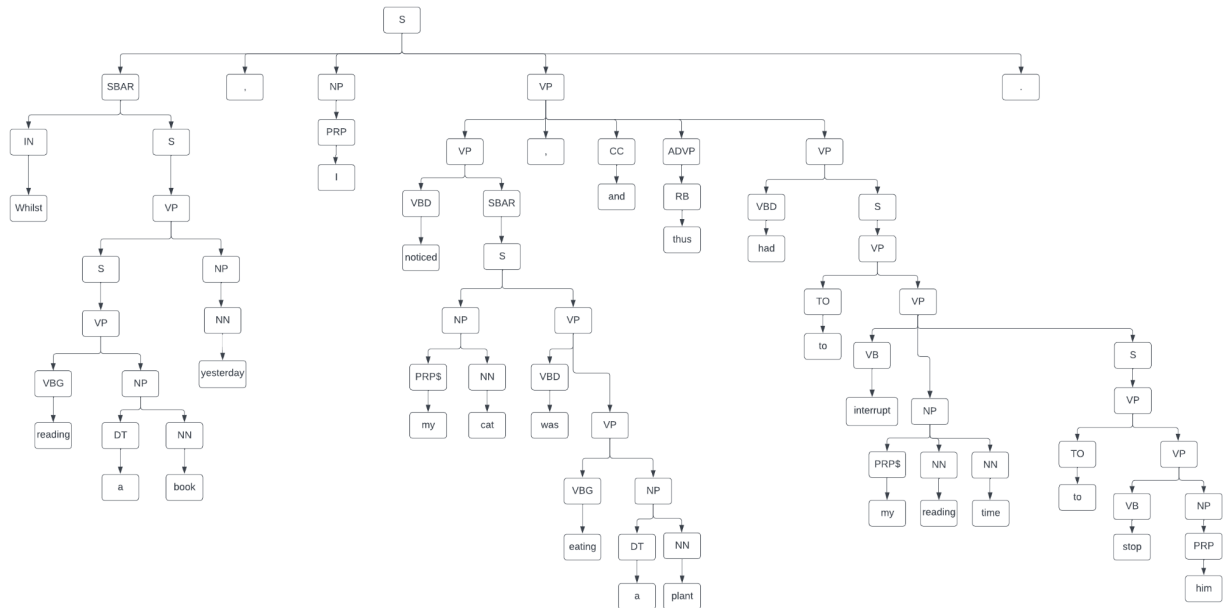 S
SBAR , NP VP .
IN S PRP VP , CC ADVP VP
Whilst VP I VBD SBAR and RB VBD S
S NP noticed S thus had VP
VP NN NP VP TO VP
VBG NP yesterday PRP$ NN VBD to VB S
reading DT NN my cat was VP interrupt NP VP
a book VBG NP PRP$ NN NN TO VP
eating DT NN my reading time to VB NP
a plant stop PRP
him